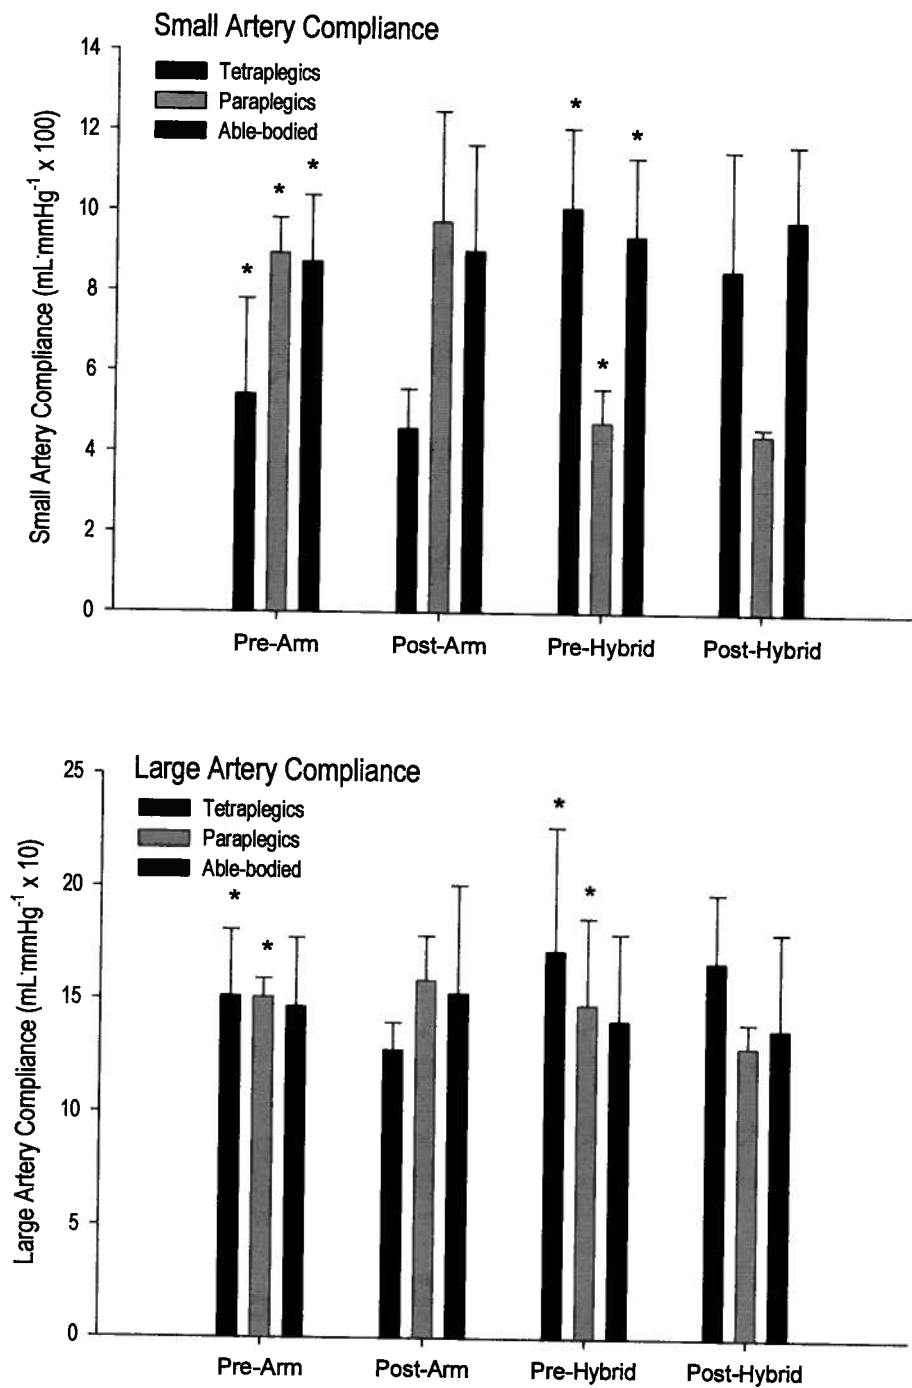 Small Artery Compliance
14
Tetraplegics
Paraplegics
Able-bodied
12
10
8
6
4
2
0
* * * * * *
Small Artery Compliance (mL·mmHg⁻¹ x 100)
Pre-Arm Post-Arm Pre-Hybrid Post-Hybrid
Large Artery Compliance
25
Tetraplegics
Paraplegics
Able-bodied
20
15
10
5
0
* * * *
Large Artery Compliance (mL·mmHg⁻¹ x 10)
Pre-Arm Post-Arm Pre-Hybrid Post-Hybrid